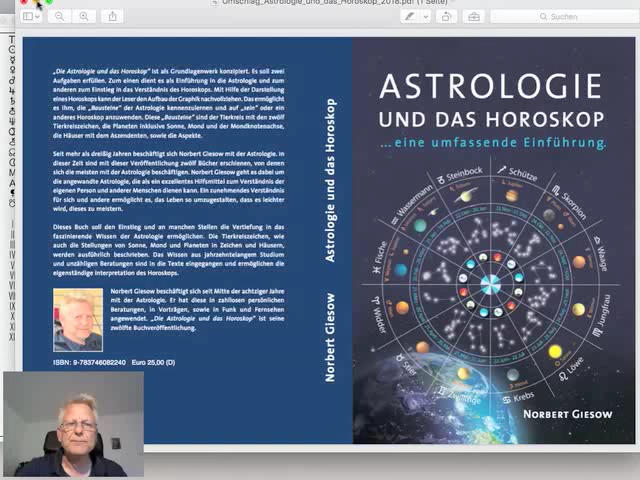 Umschlag_Astrologie_und_das_Horoskop_2018.pdf (1 Seite)
Suchen
„Die Astrologie und das Horoskop" ist als Grundlagenwerk konzipiert. Es soll zwei
Aufgaben erfüllen. Zum einen dient es als Einführung in die Astrologie und zum
anderen zum Einstieg in das Verständnis des Horoskops. Mit Hilfe der Darstellung
eines Horoskops kann der Leser den Aufbau der Graphik nachvollziehen. Das ermöglicht
es ihm, die „Bausteine" der Astrologie kennenzulernen und auf „sein" oder ein
anderes Horoskop anzuwenden. Diese „Bausteine" sind der Tierkreis mit den zwölf
Tierkreiszeichen, die Planeten inklusive Sonne, Mond und der Mondknotenachse,
die Häuser mit dem Aszendenten, sowie die Aspekte.
Seit mehr als dreißig Jahren beschäftigt sich Norbert Giesow mit der Astrologie. In
dieser Zeit sind mit dieser Veröffentlichung zwölf Bücher erschienen, von denen
sich die meisten mit der Astrologie beschäftigen. Norbert Giesow geht es dabei um
die angewandte Astrologie, die als ein exzellentes Hilfsmittel zum Verständnis der
eigenen Person und anderer Menschen dienen kann. Ein zunehmendes Verständnis
für sich und andere ermöglicht es, das Leben so umzugestalten, dass es leichter
wird, dieses zu meistern.
Dieses Buch soll den Einstieg und an manchen Stellen die Vertiefung in das
faszinierende Wissen der Astrologie ermöglichen. Die Tierkreiszeichen, wie
auch die Stellungen von Sonne, Mond und Planeten in Zeichen und Häusern,
werden ausführlich beschrieben. Das Wissen aus jahrzehntelangem Studium
und unzähligen Beratungen sind in die Texte eingegangen und ermöglichen die
eigenständige Interpretation des Horoskops.
Norbert Giesow beschäftigt sich seit Mitte der achtziger Jahre
mit der Astrologie. Er hat diese in zahllosen persönlichen
Beratungen, in Vorträgen, sowie in Funk und Fernsehen
angewendet. „Die Astrologie und das Horoskop" ist seine
zwölfte Buchveröffentlichung.
ISBN: 9-783746082240 Euro 25,00 (D)
Norbert Giesow Astrologie und das Horoskop
ASTROLOGIE
UND DAS HOROSKOP
...eine umfassende Einführung.
Steinbock
Schütze
Skorpion
Waage
Jungfrau
Löwe
Krebs
Zwillinge
Stier
Widder
Fische
Wassermann
NORBERT GIESOW